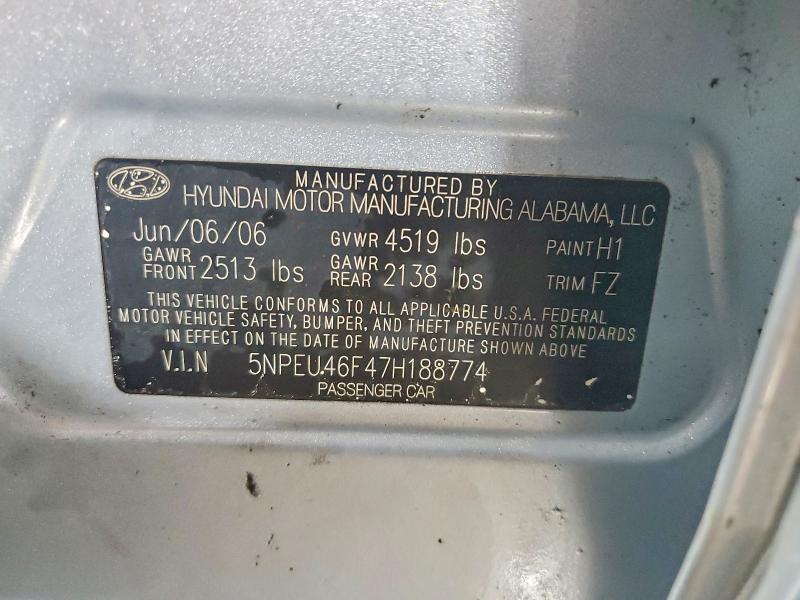 MANUFACTURED BY
HYUNDAI MOTOR MANUFACTURING ALABAMA, LLC
Jun/06/06 GVWR 4519 lbs PAINT H1
GAWR FRONT 2513 lbs GAWR REAR 2138 lbs TRIM FZ
THIS VEHICLE CONFORMS TO ALL APPLICABLE U.S.A. FEDERAL
MOTOR VEHICLE SAFETY, BUMPER, AND THEFT PREVENTION STANDARDS
IN EFFECT ON THE DATE OF MANUFACTURE SHOWN ABOVE
V.I.N 5NPEU46F47H188774
PASSENGER CAR